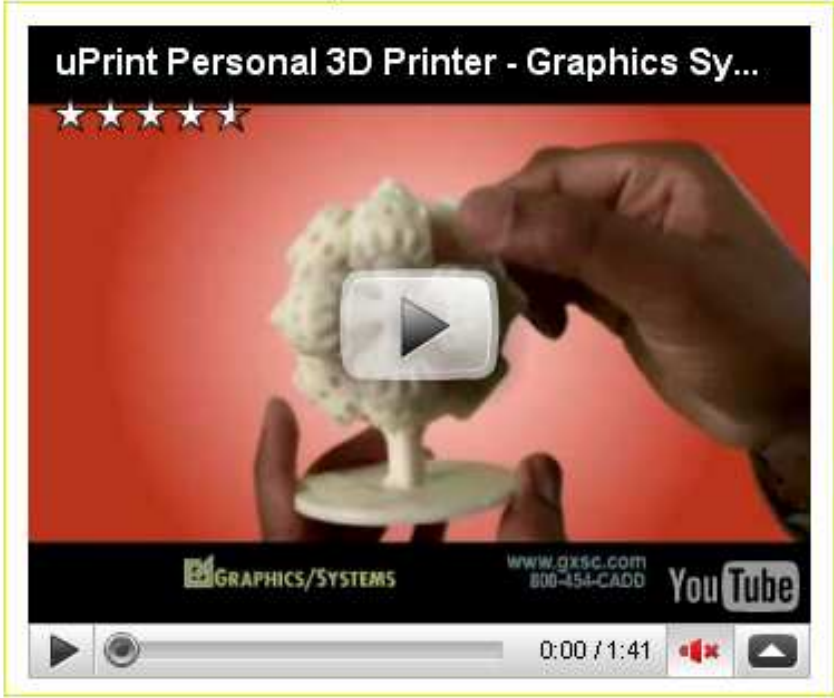 uPrint Personal 3D Printer - Graphics Sy...
GRAPHICS/SYSTEMS
www.gxsc.com
800-454-CADD
YouTube
0:00 / 1:41